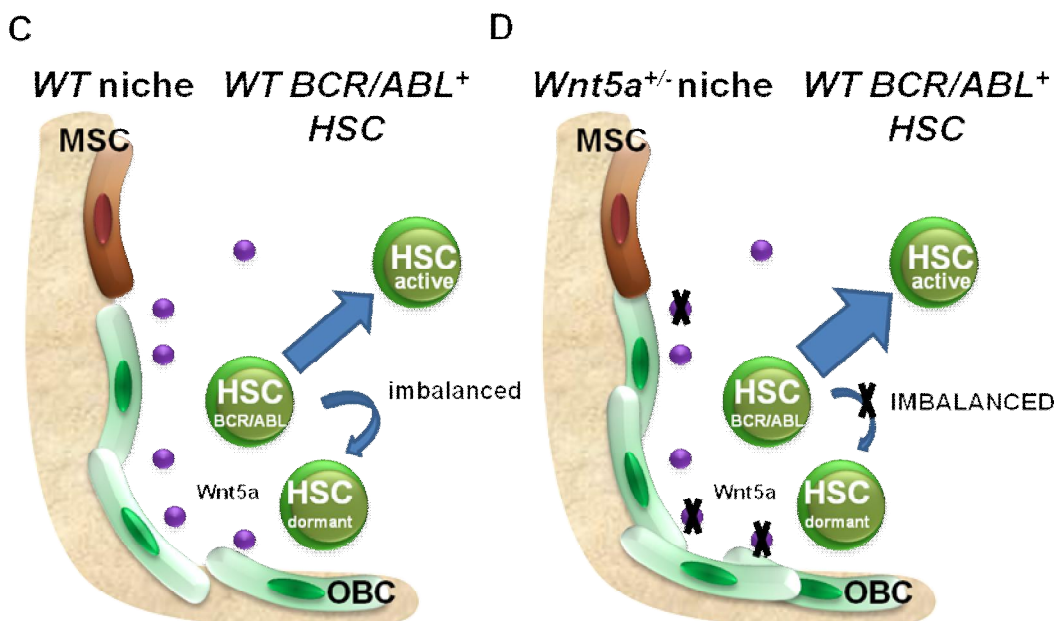 C
WT niche
WT BCR/ABL+
HSC
MSC
HSC
active
HSC
BCR/ABL
imbalanced
Wnt5a
HSC
dormant
OBC
D
Wnt5a+/- niche
WT BCR/ABL+
HSC
MSC
HSC
active
HSC
BCR/ABL
IMBALANCED
Wnt5a
HSC
dormant
OBC